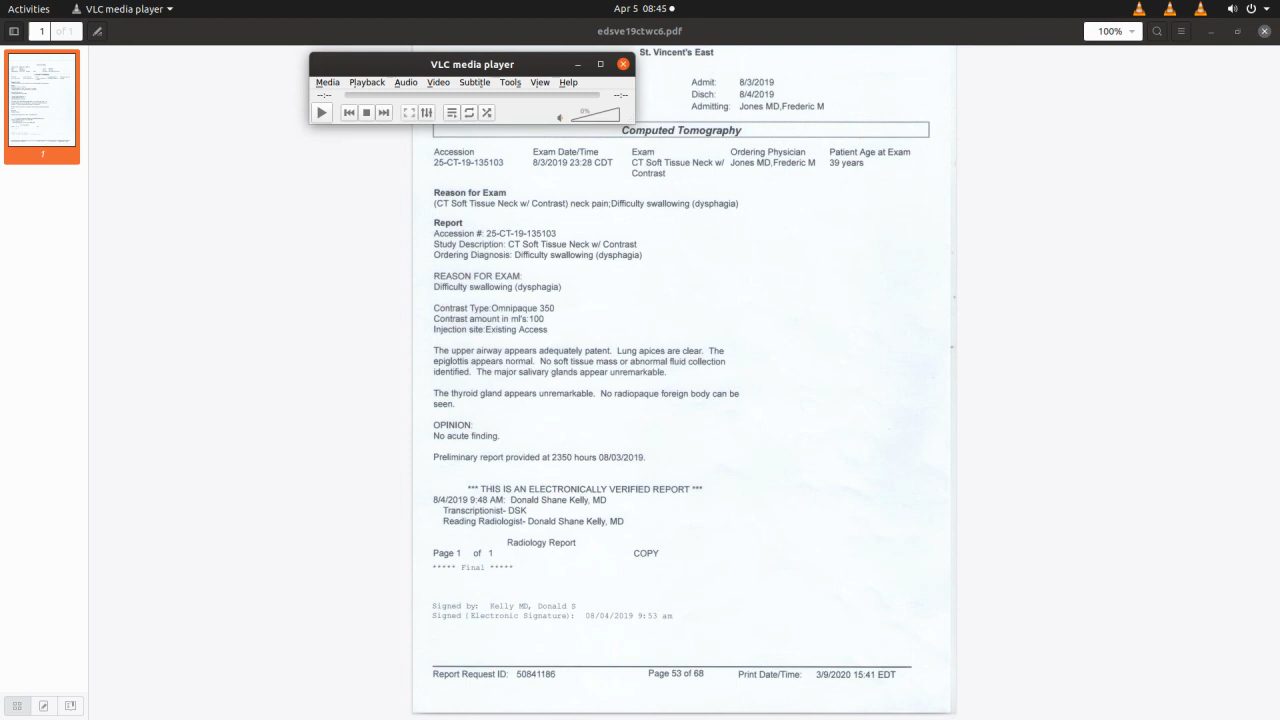 Activities
VLC media player
Apr 5 08:45
1
of 1
edsve19ctwc6.pdf
100%
VLC media player
Media Playback Audio Video Subtitle Tools View Help
--:--
--:--
0%
1
St. Vincent's East
Admit: 8/3/2019
Disch: 8/4/2019
Admitting: Jones MD,Frederic M
Computed Tomography
Accession Exam Date/Time Exam Ordering Physician Patient Age at Exam
25-CT-19-135103 8/3/2019 23:28 CDT CT Soft Tissue Neck w/ Jones MD,Frederic M 39 years
Contrast
Reason for Exam
(CT Soft Tissue Neck w/ Contrast) neck pain;Difficulty swallowing (dysphagia)
Report
Accession #: 25-CT-19-135103
Study Description: CT Soft Tissue Neck w/ Contrast
Ordering Diagnosis: Difficulty swallowing (dysphagia)
REASON FOR EXAM:
Difficulty swallowing (dysphagia)
Contrast Type:Omnipaque 350
Contrast amount in ml's:100
Injection site:Existing Access
The upper airway appears adequately patent. Lung apices are clear. The
epiglottis appears normal. No soft tissue mass or abnormal fluid collection
identified. The major salivary glands appear unremarkable.
The thyroid gland appears unremarkable. No radiopaque foreign body can be
seen.
OPINION:
No acute finding.
Preliminary report provided at 2350 hours 08/03/2019.
*** THIS IS AN ELECTRONICALLY VERIFIED REPORT ***
8/4/2019 9:48 AM: Donald Shane Kelly, MD
Transcriptionist- DSK
Reading Radiologist- Donald Shane Kelly, MD
Radiology Report
Page 1 of 1 COPY
***** Final *****
Signed by: Kelly MD, Donald S
Signed (Electronic Signature): 08/04/2019 9:53 am
Report Request ID: 50841186 Page 53 of 68 Print Date/Time: 3/9/2020 15:41 EDT